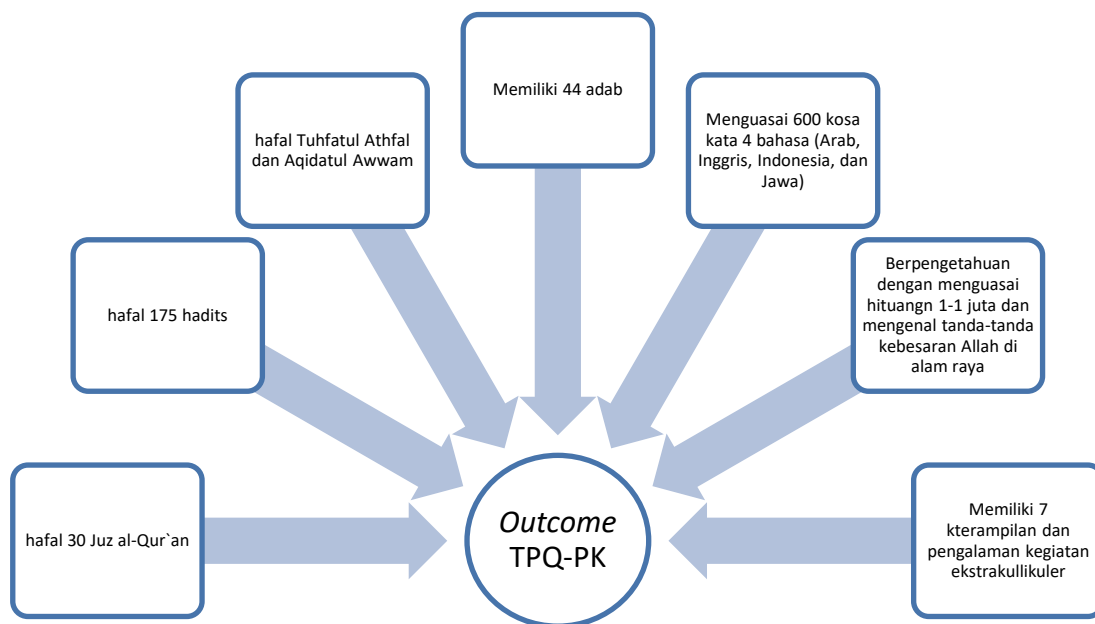 Memiliki 44 adab
hafal Tuhfatul Athfal
dan Aqidatul Awwam
Menguasai 600 kosa
kata 4 bahasa (Arab,
Inggris, Indonesia, dan
Jawa)
hafal 175 hadits
Berpengetahuan
dengan menguasai
hituangn 1-1 juta dan
mengenal tanda-tanda
kebesaran Allah di
alam raya
hafal 30 Juz al-Qur`an
Outcome
TPQ-PK
Memiliki 7
kterampilan dan
pengalaman kegiatan
ekstrakullikuler